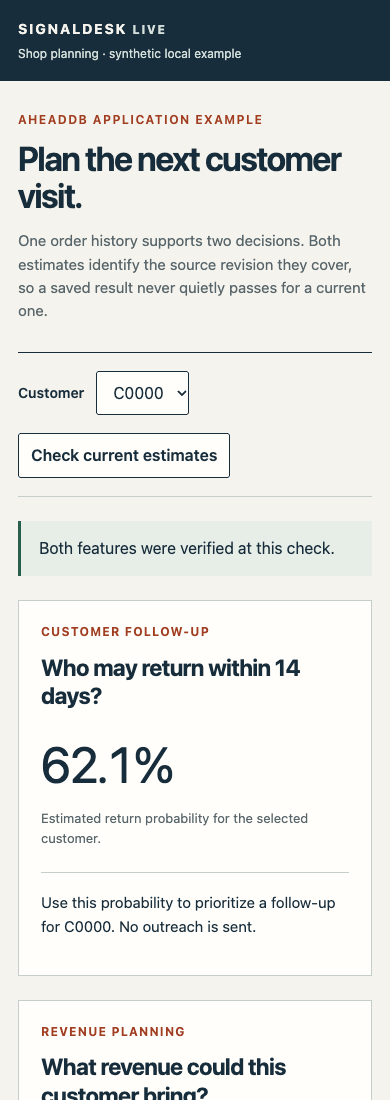 SIGNALDESK LIVE
Shop planning · synthetic local example
AHEADDB APPLICATION EXAMPLE
Plan the next customer
visit.
One order history supports two decisions. Both
estimates identify the source revision they cover,
so a saved result never quietly passes for a current
one.
Customer C0000
Check current estimates
Both features were verified at this check.
CUSTOMER FOLLOW-UP
Who may return within 14
days?
62.1%
Estimated return probability for the selected
customer.
Use this probability to prioritize a follow-up
for C0000. No outreach is sent.
REVENUE PLANNING
What revenue could this
customer bring?